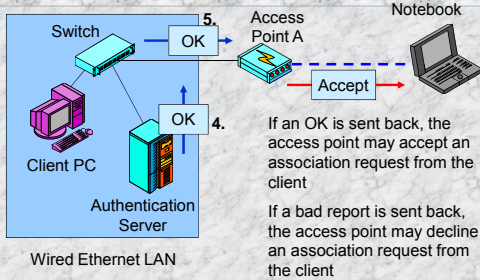 Notebook
5.
Access
Point A
Switch
OK
Accept
OK
4.
Client PC
Authentication
Server
Wired Ethernet LAN
If an OK is sent back, the
access point may accept an
association request from the
client
If a bad report is sent back,
the access point may decline
an association request from
the client